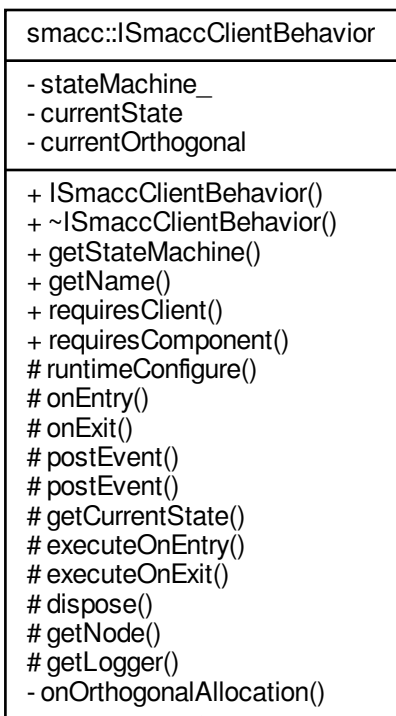 smacc::ISmaccClientBehavior
- stateMachine_
- currentState
- currentOrthogonal
+ ISmaccClientBehavior()
+ ~ISmaccClientBehavior()
+ getStateMachine()
+ getName()
+ requiresClient()
+ requiresComponent()
# runtimeConfigure()
# onEntry()
# onExit()
# postEvent()
# postEvent()
# getCurrentState()
# executeOnEntry()
# executeOnExit()
# dispose()
# getNode()
# getLogger()
- onOrthogonalAllocation()